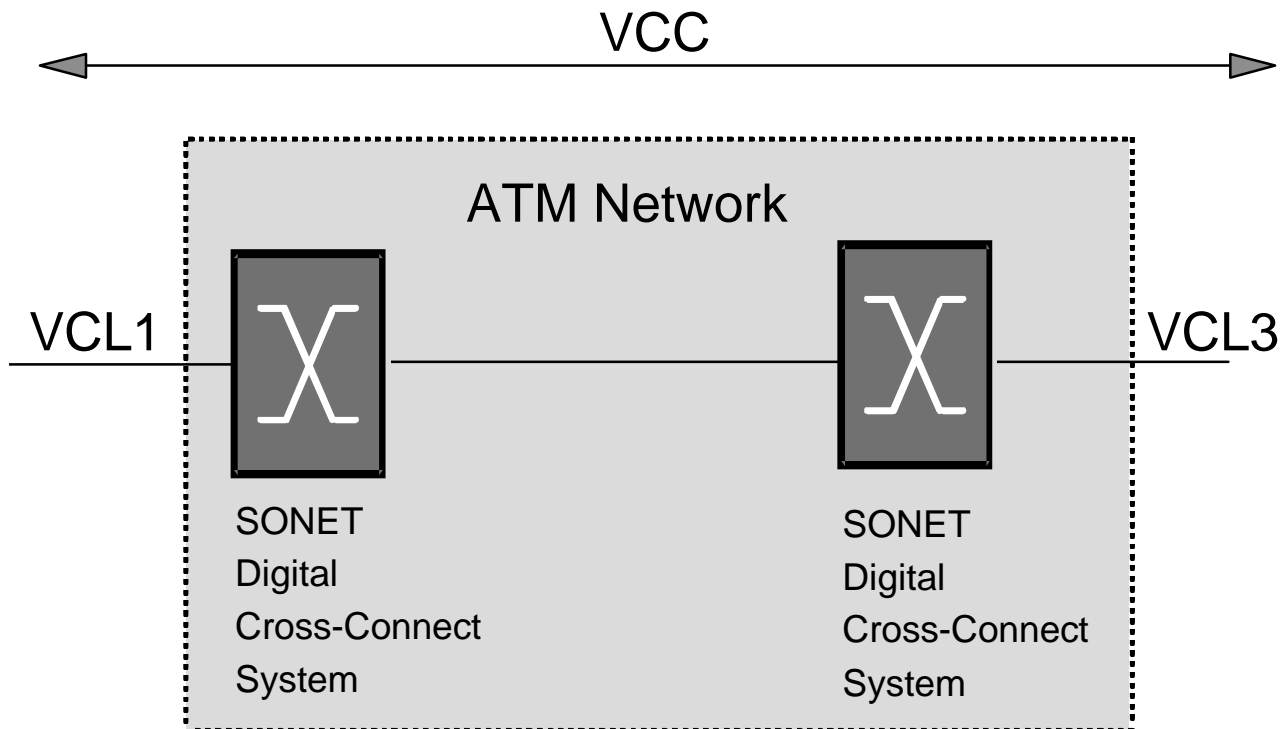 VCC
ATM Network
VCL1
VCL3
SONET
Digital
Cross-Connect
System
SONET
Digital
Cross-Connect
System